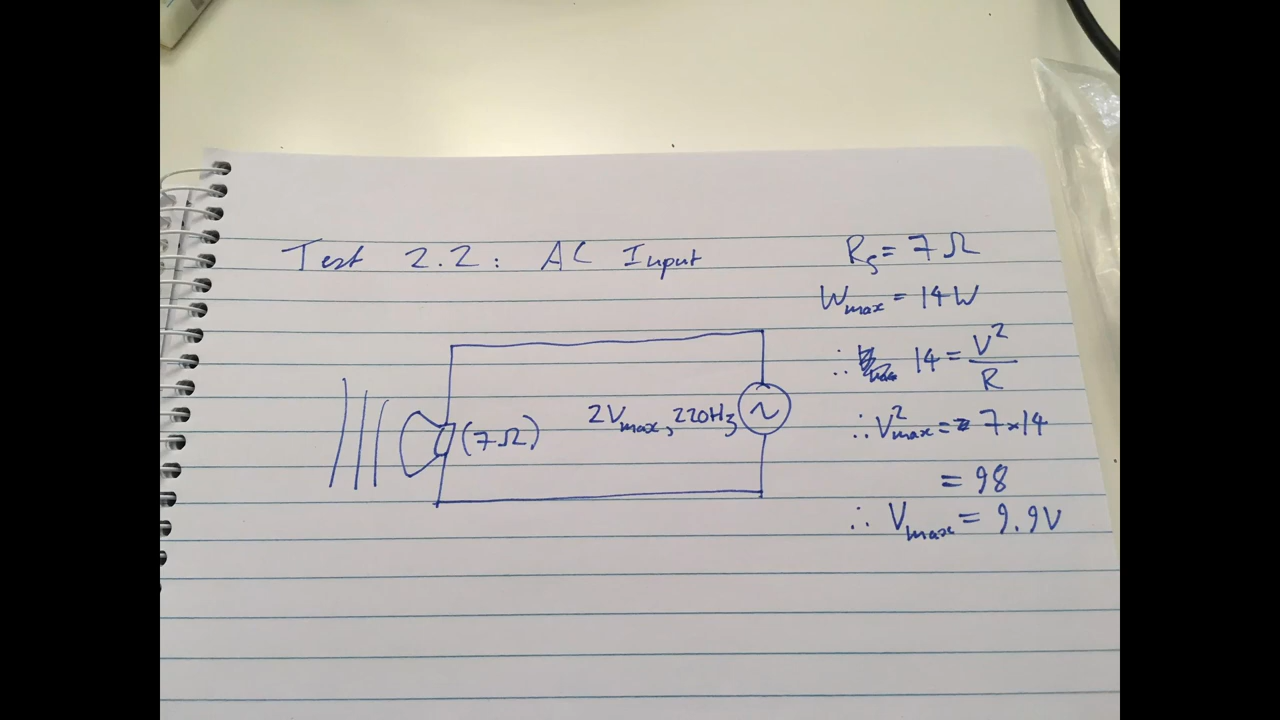 Test 2.2: AC Input
(7Ω)
2Vmax, 220Hz
Rs = 7Ω
Wmax = 14W
∴ 14 = V²/R
∴ V²max = 7×14
= 98
∴ Vmax = 9.9V